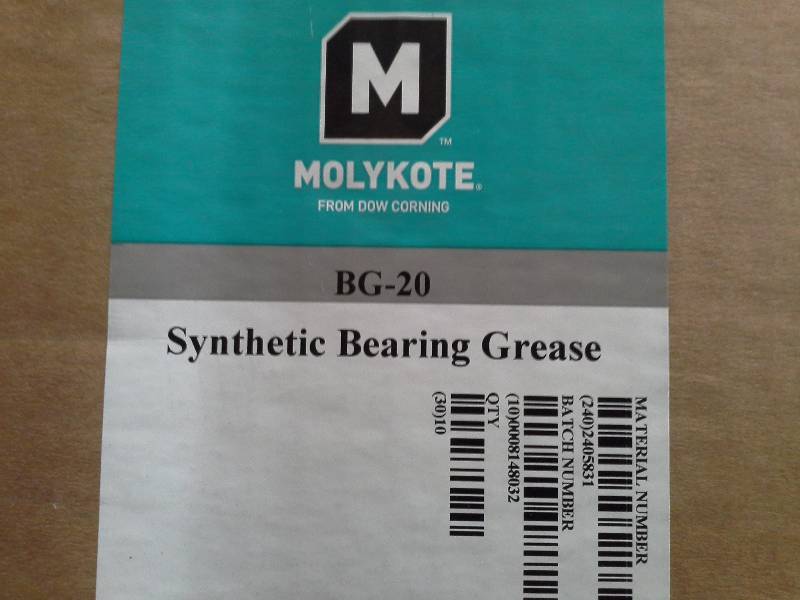 M
TM
MOLYKOTE®
FROM DOW CORNING
BG-20
Synthetic Bearing Grease
MATERIAL NUMBER
(240)2405831
BATCH NUMBER
(10)0008148032
QTY
(30)10